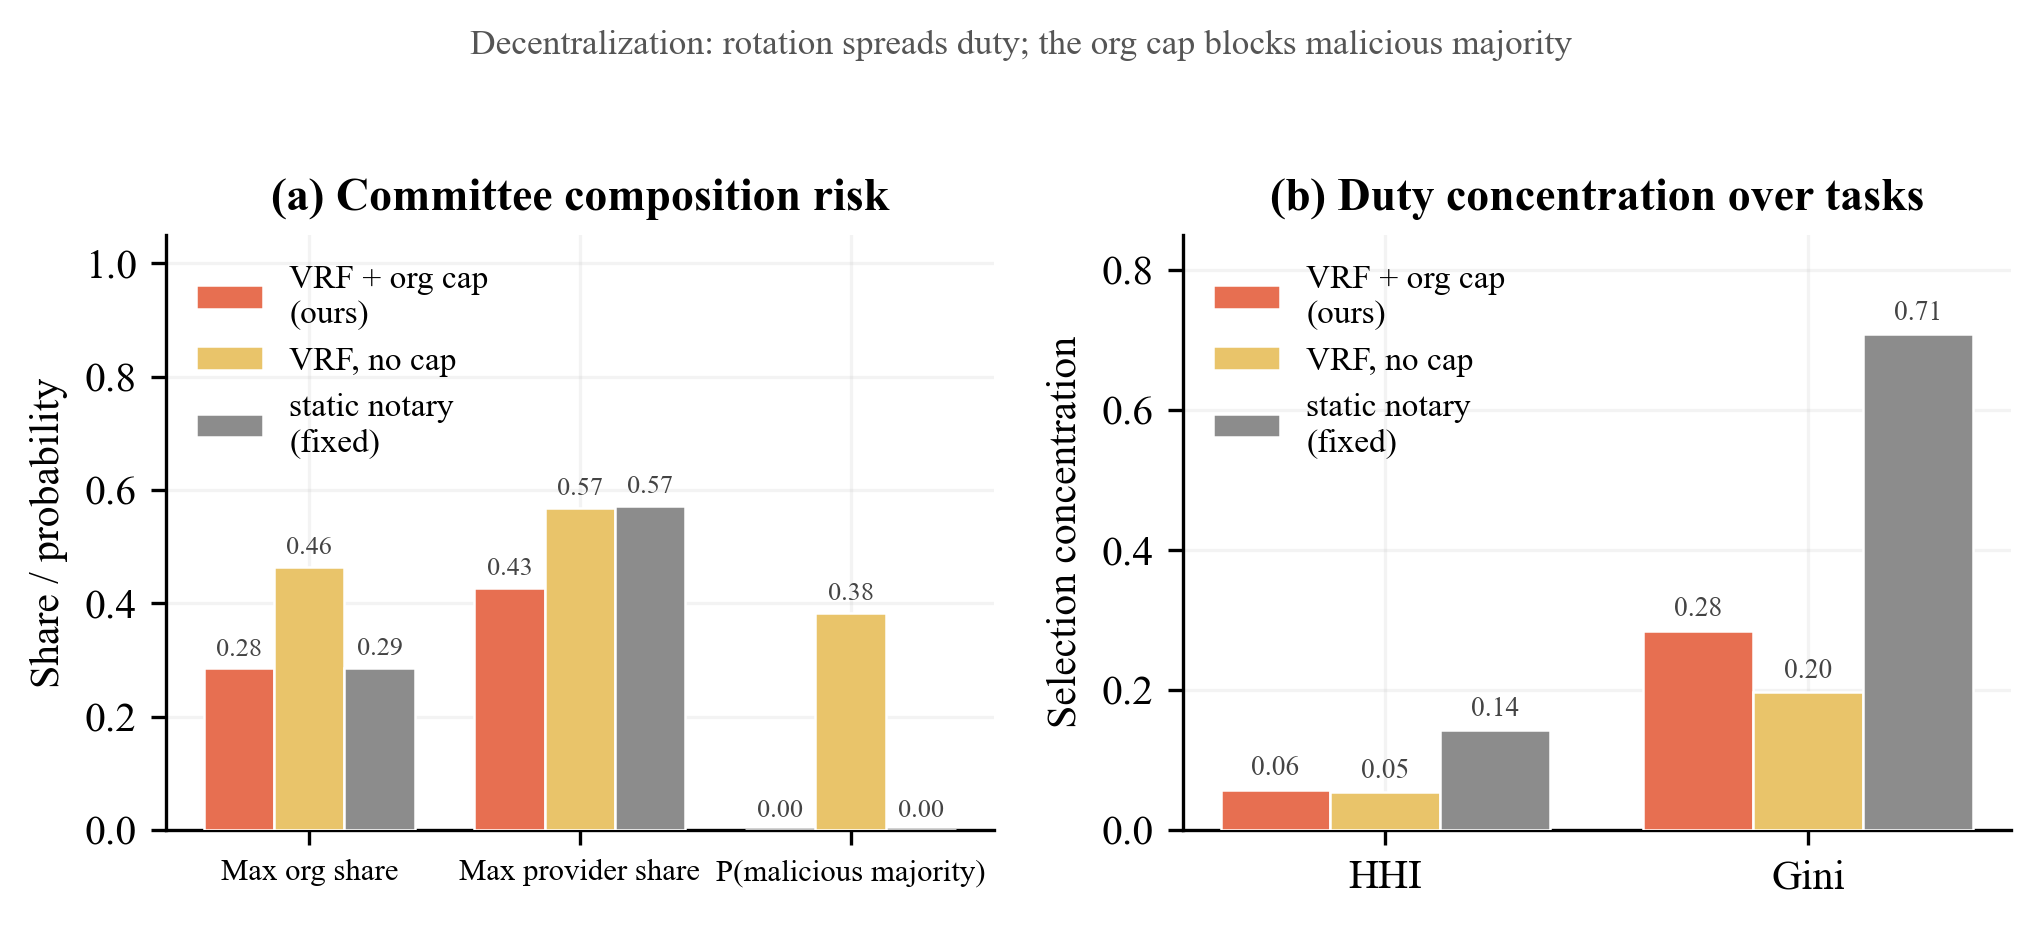 Decentralization: rotation spreads duty; the org cap blocks malicious majority
(a) Committee composition risk
Share / probability
1.0
0.8
0.6
0.4
0.2
0.0
VRF + org cap
(ours)
VRF, no cap
static notary
(fixed)
0.28
0.46
0.29
0.43
0.57
0.57
0.00
0.38
0.00
Max org share
Max provider share
P(malicious majority)
(b) Duty concentration over tasks
Selection concentration
0.8
0.6
0.4
0.2
0.0
VRF + org cap
(ours)
VRF, no cap
static notary
(fixed)
0.06
0.05
0.14
0.28
0.20
0.71
HHI
Gini